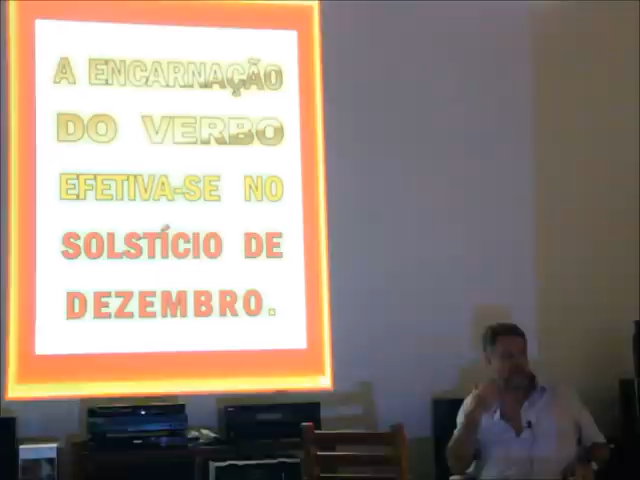 A ENCARNAÇÃO
DO VERBO
EFETIVA-SE NO
SOLSTÍCIO DE
DEZEMBRO.